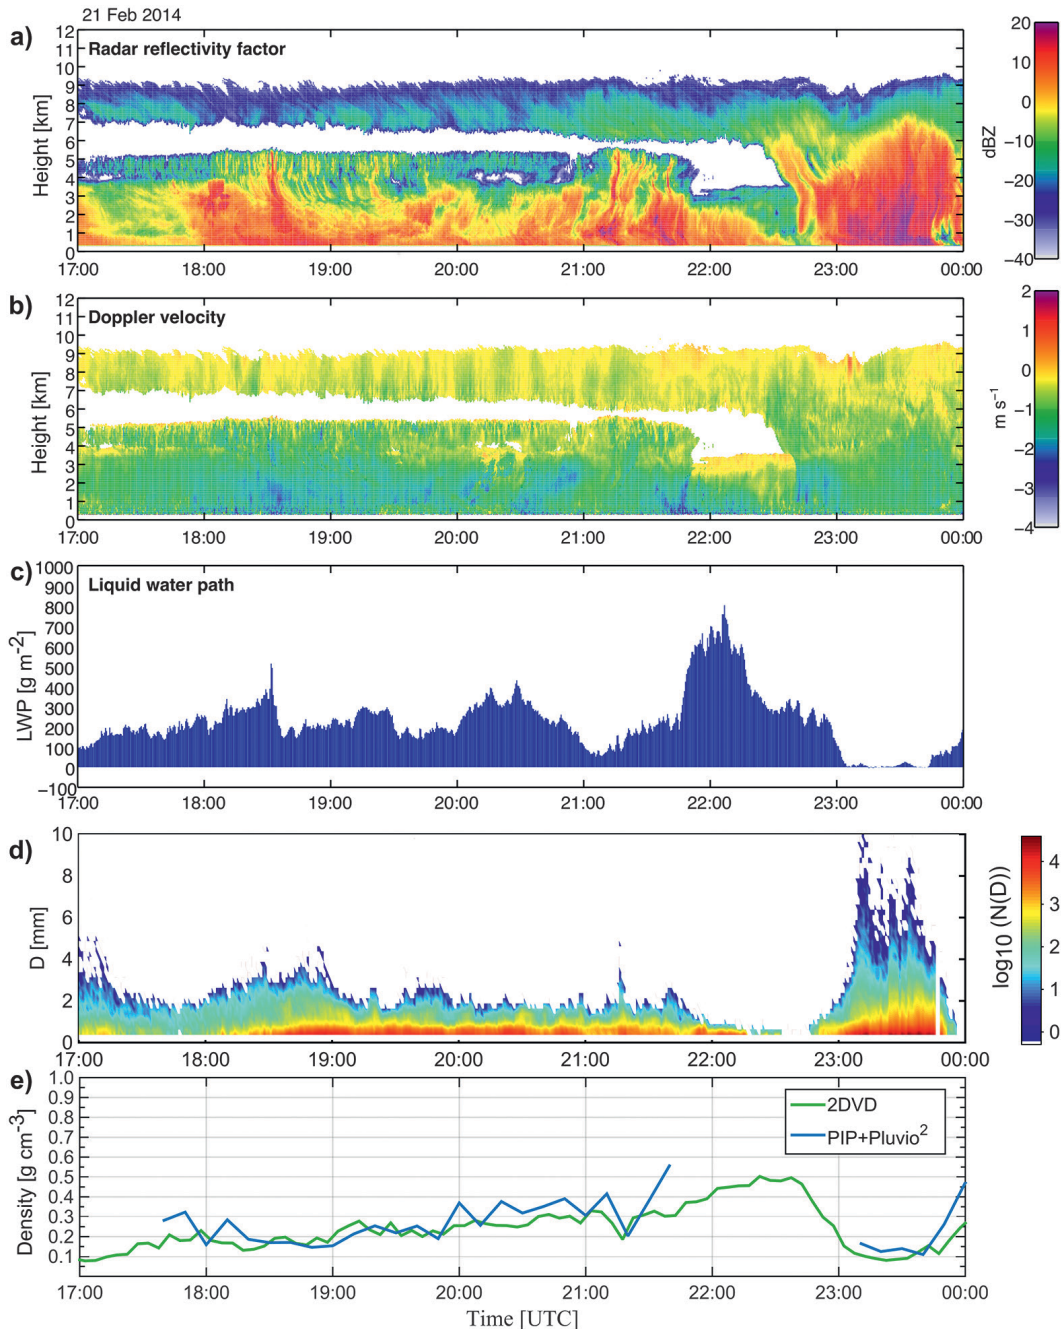 21 Feb 2014
a)
Radar reflectivity factor
Height [km]
12
11
10
9
8
7
6
5
4
3
2
1
0
17:00 18:00 19:00 20:00 21:00 22:00 23:00 00:00
20
10
0
−10
−20
−30
−40
dBZ
b)
Doppler velocity
Height [km]
12
11
10
9
8
7
6
5
4
3
2
1
0
17:00 18:00 19:00 20:00 21:00 22:00 23:00 00:00
2
1
0
−1
−2
−3
−4
m s⁻¹
c)
Liquid water path
LWP [g m⁻²]
1000
900
800
700
600
500
400
300
200
100
0
−100
17:00 18:00 19:00 20:00 21:00 22:00 23:00 00:00
d)
D [mm]
10
8
6
4
2
0
17:00 18:00 19:00 20:00 21:00 22:00 23:00 00:00
4
3
2
1
0
log10 (N(D))
e)
Density [g cm⁻³]
1.0
0.9
0.8
0.7
0.6
0.5
0.4
0.3
0.2
0.1
2DVD
PIP+Pluvio²
17:00 18:00 19:00 20:00 21:00 22:00 23:00 00:00
Time [UTC]